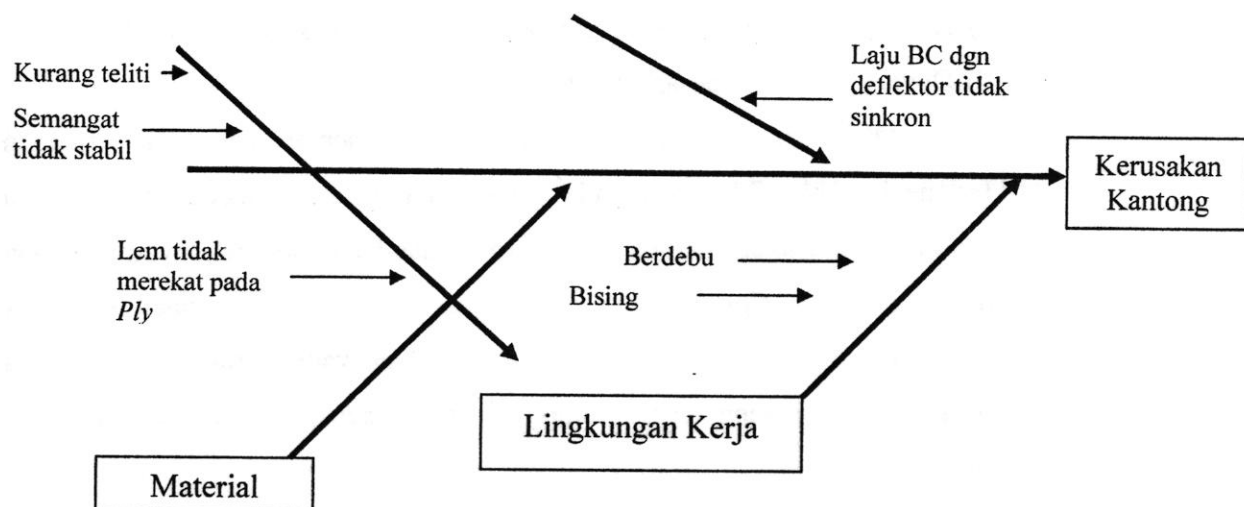 Laju BC dgn
deflektor tidak
sinkron
Kurang teliti
Semangat
tidak stabil
Kerusakan
Kantong
Lem tidak
merekat pada
Ply
Berdebu
Bising
Lingkungan Kerja
Material